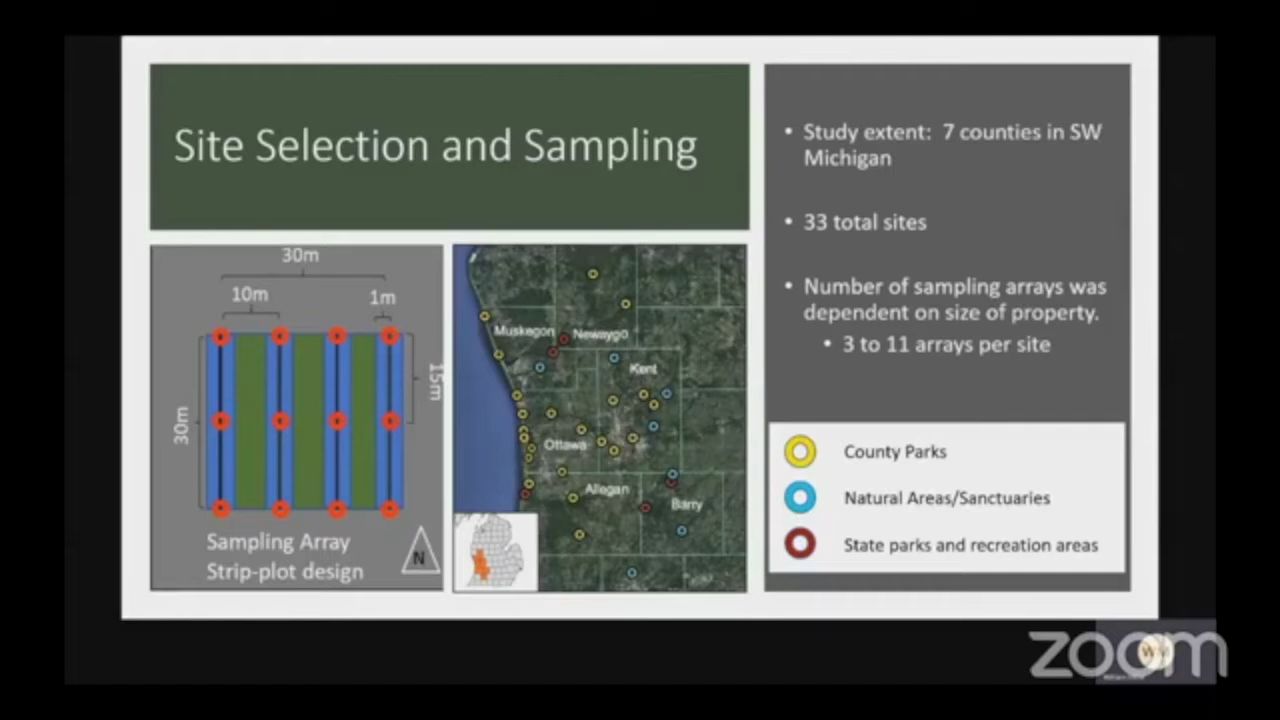 Site Selection and Sampling
30m
10m
1m
15m
30m
Sampling Array
Strip-plot design
N
Muskegon
Newaygo
Kent
Ottawa
Allegan
Barry
• Study extent: 7 counties in SW
Michigan
• 33 total sites
• Number of sampling arrays was
dependent on size of property.
• 3 to 11 arrays per site
County Parks
Natural Areas/Sanctuaries
State parks and recreation areas
zoom